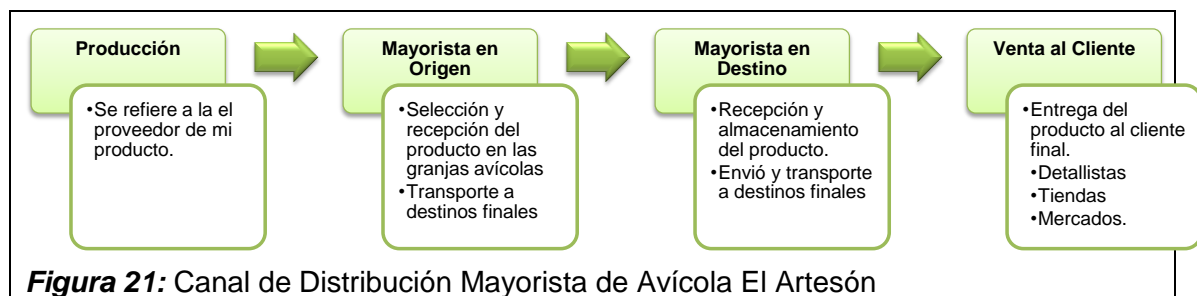 Producción
•Se refiere a la el
proveedor de mi
producto.
Mayorista en
Origen
•Selección y
recepción del
producto en las
granjas avícolas
•Transporte a
destinos finales
Mayorista en
Destino
•Recepción y
almacenamiento
del producto.
•Envió y transporte
a destinos finales
Venta al Cliente
•Entrega del
producto al cliente
final.
•Detallistas
•Tiendas
•Mercados.
Figura 21: Canal de Distribución Mayorista de Avícola El Artesón